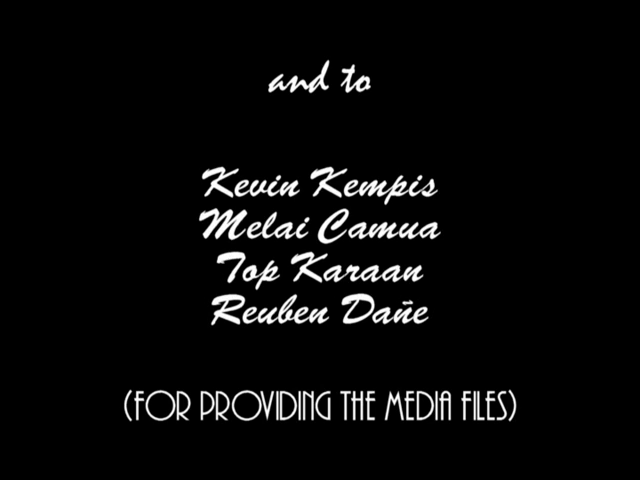 and to
Kevin Kempis
Melai Camua
Top Karaan
Reuben Dañe
(FOR PROVIDING THE MEDIA FILES)